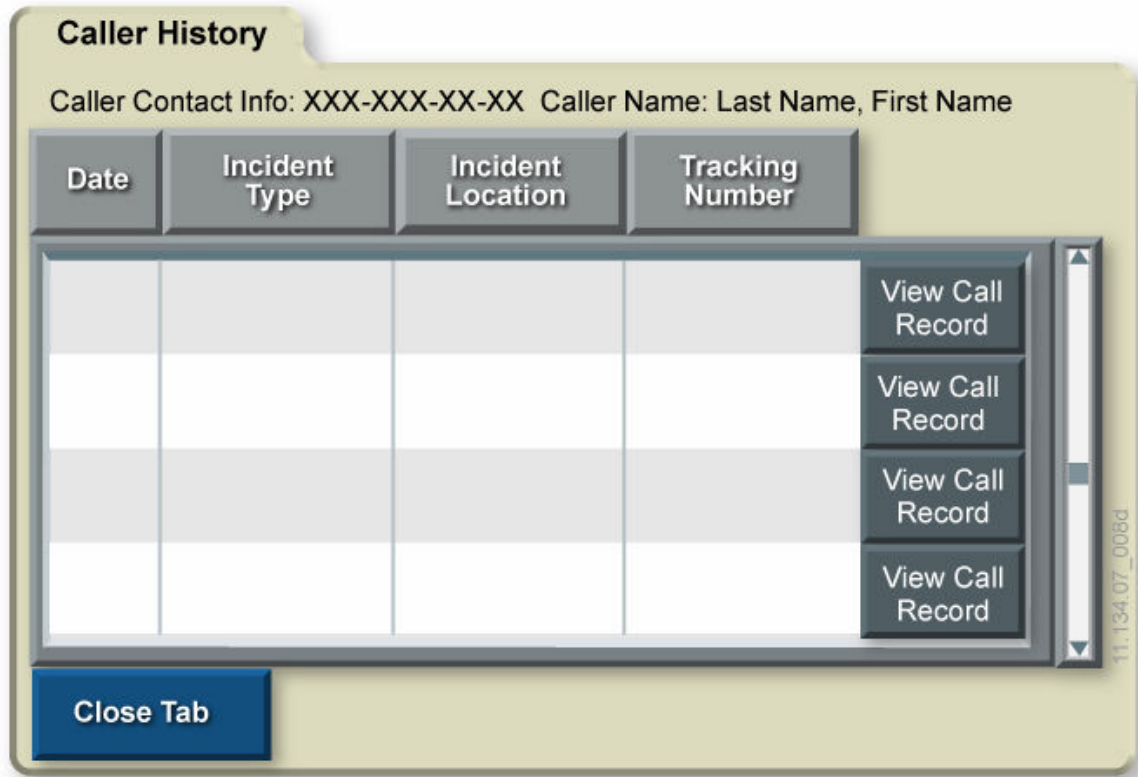 Caller History
Caller Contact Info: XXX-XXX-XX-XX Caller Name: Last Name, First Name
Date
Incident
Type
Incident
Location
Tracking
Number
View Call
Record
View Call
Record
View Call
Record
View Call
Record
Close Tab
11.134.07_008d